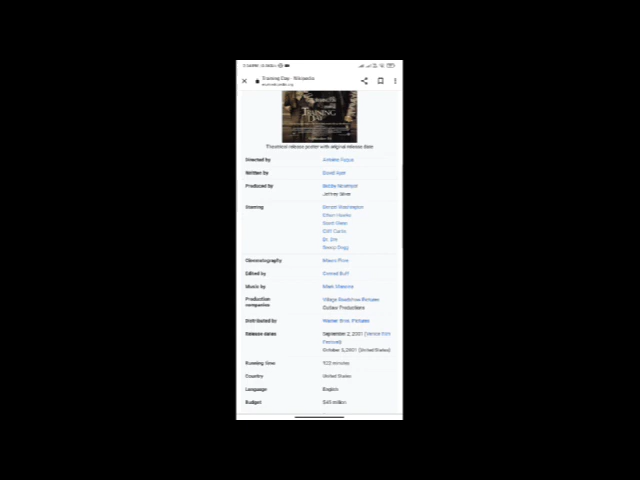 Training Day - Wikipedia
TRAINING
DAY
Theatrical release poster with original release date
Directed by Antoine Fuqua
Written by David Ayer
Produced by Bobby Newmyer
Jeffrey Silver
Starring Denzel Washington
Ethan Hawke
Scott Glenn
Cliff Curtis
Dr. Dre
Snoop Dogg
Cinematography Mauro Fiore
Edited by Conrad Buff
Music by Mark Mancina
Production
companies
Village Roadshow Pictures
Outlaw Productions
Distributed by Warner Bros. Pictures
Release dates September 2, 2001 (Venice Film
Festival)
October 5, 2001 (United States)
Running time 122 minutes
Country United States
Language English
Budget $45 million